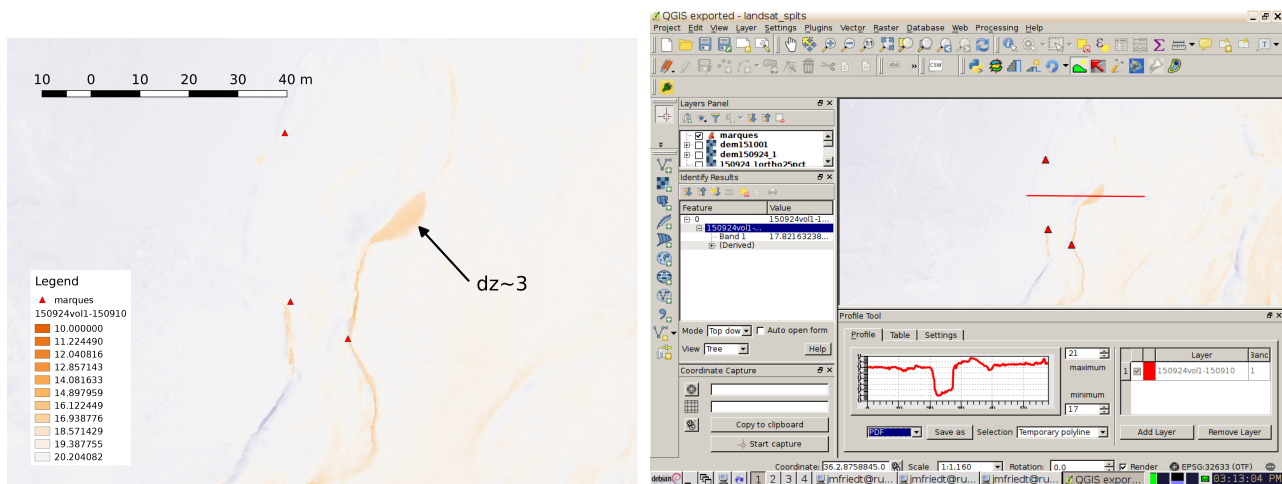 10 0 10 20 30 40 m
dz~3
Legend
marques
150924vol1-150910
10.000000
11.224490
12.040816
12.857143
14.081633
14.897959
16.122449
16.938776
18.571429
19.387755
20.204082
QGIS exported - landsat_spits
Project Edit View Layer Settings Plugins Vector Raster Database Web Processing Help
CSW
Layers Panel
marques
dem151001
dem150924_1
150924_1ortho25pct
Identify Results
Feature Value
0 150924vol1-1...
150924vol1-...
Band 1 17.82163238...
(Derived)
Mode Top dow Auto open form
View Tree Help
Coordinate Capture
Copy to clipboard
Start capture
Profile Tool
Profile Table Settings
21
maximum
minimum
17
Layer Banc
1 150924vol1-150910 1
PDF Save as Selection Temporary polyline Add Layer Remove Layer
Coordinate: 36.2,8758845.0 Scale 1:1,160 Rotation: 0.0 Render EPSG:32633 (OTF)
debian 1 2 3 4 jmfriedt@ru... jmfriedt@ru... jmfriedt@ru... QGIS expor... 03:13:04 PM